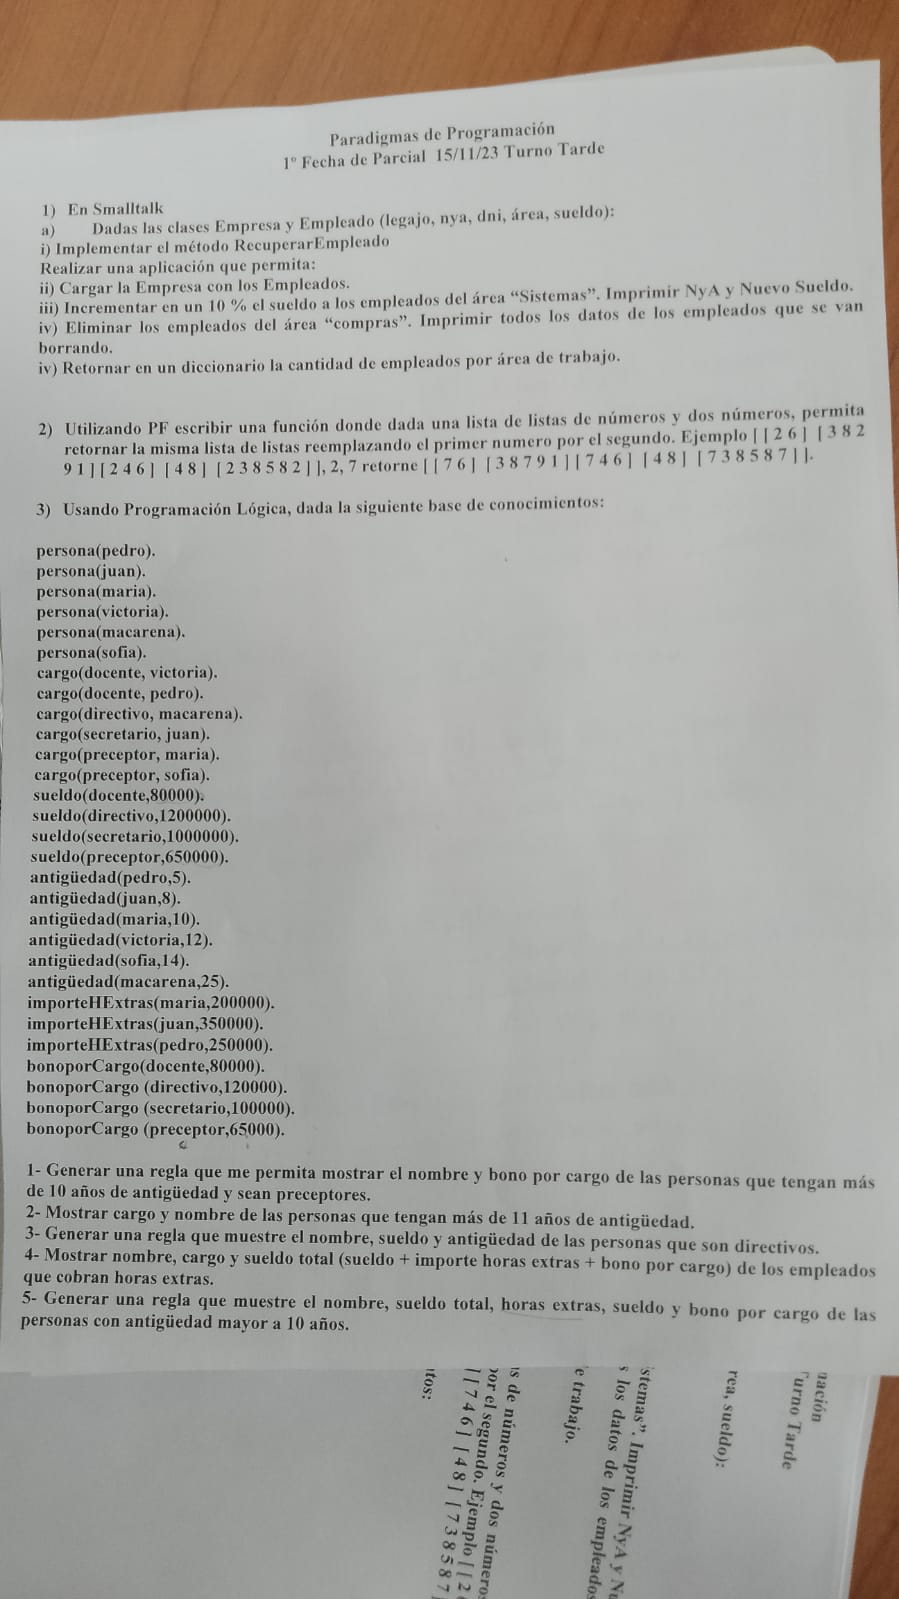 Paradigmas de Programación
1º Fecha de Parcial 15/11/23 Turno Tarde
1) En Smalltalk
a) Dadas las clases Empresa y Empleado (legajo, nya, dni, área, sueldo):
i) Implementar el método RecuperarEmpleado
Realizar una aplicación que permita:
ii) Cargar la Empresa con los Empleados.
iii) Incrementar en un 10 % el sueldo a los empleados del área “Sistemas”. Imprimir NyA y Nuevo Sueldo.
iv) Eliminar los empleados del área “compras”. Imprimir todos los datos de los empleados que se van
borrando.
iv) Retornar en un diccionario la cantidad de empleados por área de trabajo.
2) Utilizando PF escribir una función donde dada una lista de listas de números y dos números, permita
retornar la misma lista de listas reemplazando el primer numero por el segundo. Ejemplo [ [ 2 6 ] [ 3 8 2
9 1 ] [ 2 4 6 ] [ 4 8 ] [ 2 3 8 5 8 2 ] ], 2, 7 retorne [ [ 7 6 ] [ 3 8 7 9 1 ] [ 7 4 6 ] [ 4 8 ] [ 7 3 8 5 8 7 ] ].
3) Usando Programación Lógica, dada la siguiente base de conocimientos:
persona(pedro).
persona(juan).
persona(maria).
persona(victoria).
persona(macarena).
persona(sofia).
cargo(docente, victoria).
cargo(docente, pedro).
cargo(directivo, macarena).
cargo(secretario, juan).
cargo(preceptor, maria).
cargo(preceptor, sofia).
sueldo(docente,80000).
sueldo(directivo,1200000).
sueldo(secretario,1000000).
sueldo(preceptor,650000).
antigüedad(pedro,5).
antigüedad(juan,8).
antigüedad(maria,10).
antigüedad(victoria,12).
antigüedad(sofia,14).
antigüedad(macarena,25).
importeHExtras(maria,200000).
importeHExtras(juan,350000).
importeHExtras(pedro,250000).
bonoporCargo(docente,80000).
bonoporCargo (directivo,120000).
bonoporCargo (secretario,100000).
bonoporCargo (preceptor,65000).
1- Generar una regla que me permita mostrar el nombre y bono por cargo de las personas que tengan más
de 10 años de antigüedad y sean preceptores.
2- Mostrar cargo y nombre de las personas que tengan más de 11 años de antigüedad.
3- Generar una regla que muestre el nombre, sueldo y antigüedad de las personas que son directivos.
4- Mostrar nombre, cargo y sueldo total (sueldo + importe horas extras + bono por cargo) de los empleados
que cobran horas extras.
5- Generar una regla que muestre el nombre, sueldo total, horas extras, sueldo y bono por cargo de las
personas con antigüedad mayor a 10 años.
nación
Turno Tarde
rea, sueldo):
stemas”. Imprimir NyA y Nu
s los datos de los empleados
e trabajo.
is de números y dos números
por el segundo. Ejemplo [ [ 2
] [ 7 4 6 ] [ 4 8 ] [ 7 3 8 5 8 7 ]
ntos: